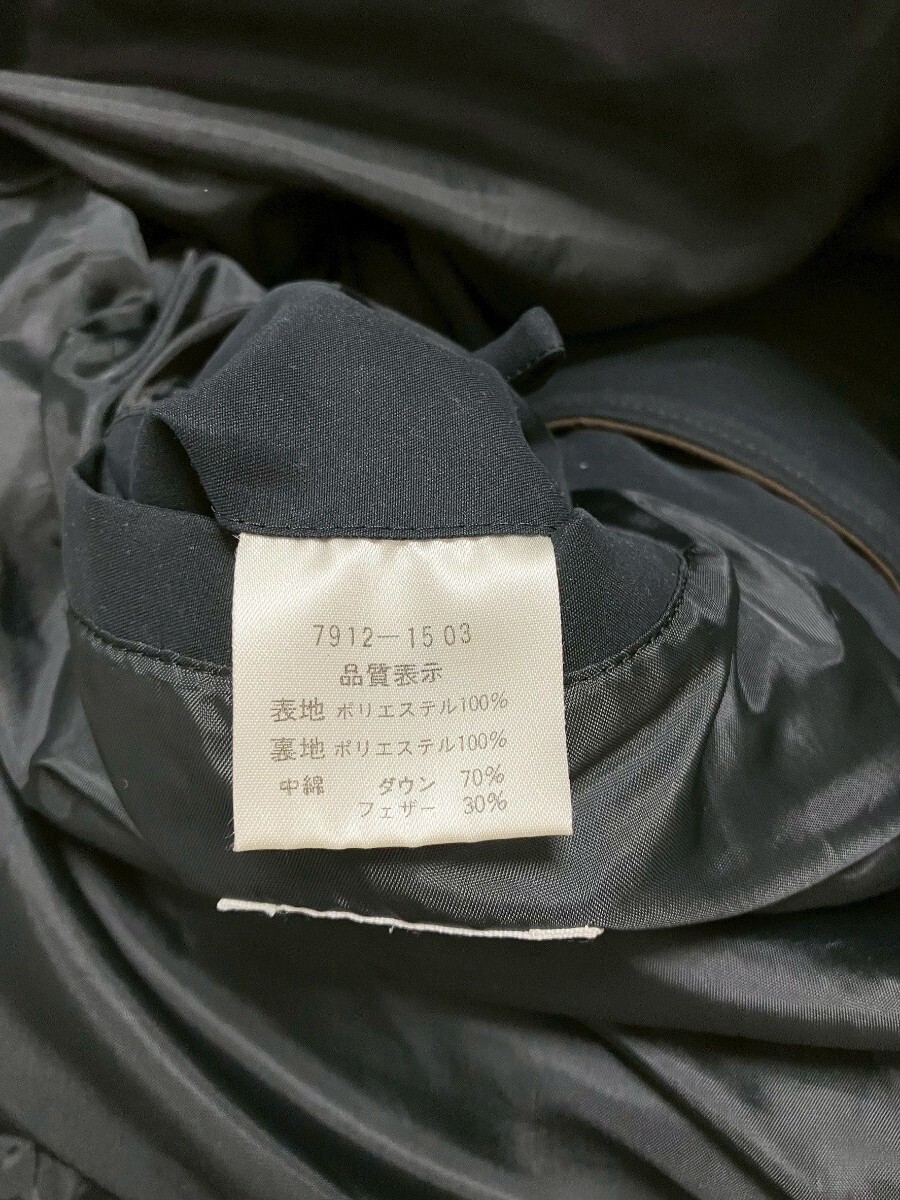 7912-1503
品質表示
表地 ポリエステル100%
裏地 ポリエステル100%
中綿 ダウン 70%
フェザー 30%